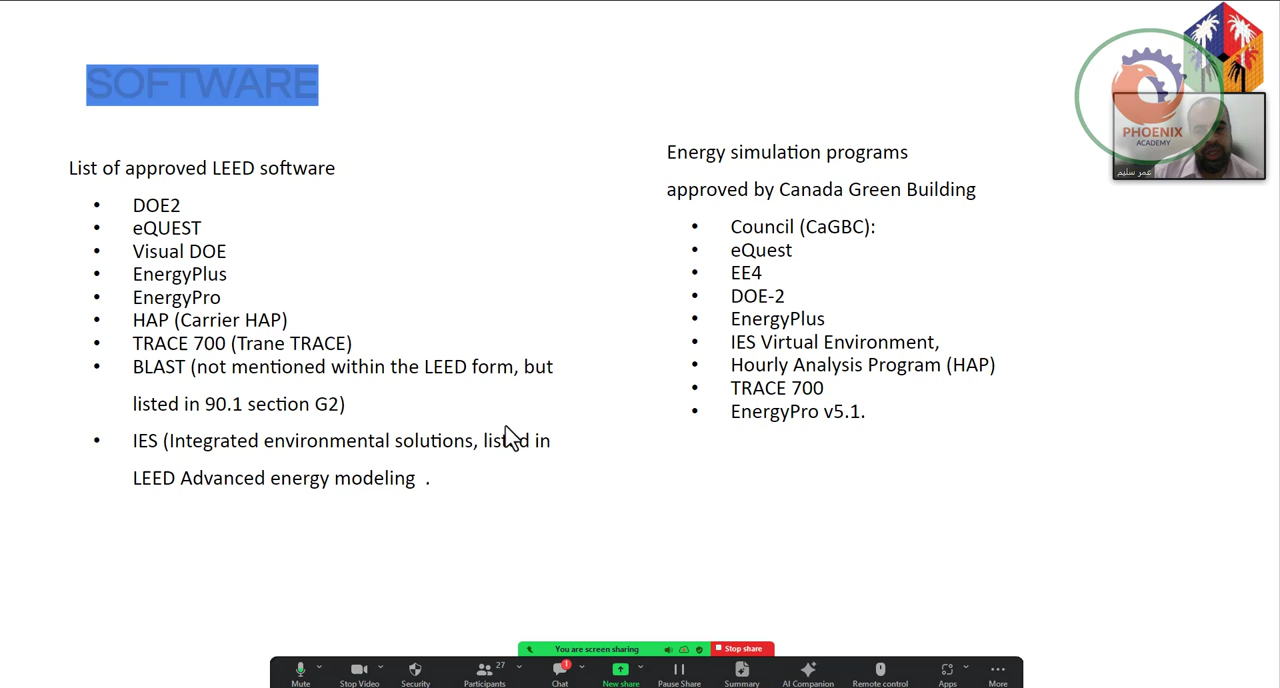 SOFTWARE
List of approved LEED software
• DOE2
• eQUEST
• Visual DOE
• EnergyPlus
• EnergyPro
• HAP (Carrier HAP)
• TRACE 700 (Trane TRACE)
• BLAST (not mentioned within the LEED form, but
listed in 90.1 section G2)
• IES (Integrated environmental solutions, listed in
LEED Advanced energy modeling .
Energy simulation programs
approved by Canada Green Building
• Council (CaGBC):
• eQuest
• EE4
• DOE-2
• EnergyPlus
• IES Virtual Environment,
• Hourly Analysis Program (HAP)
• TRACE 700
• EnergyPro v5.1.
PHOENIX
ACADEMY
عمر سليم
You are screen sharing
Stop share
Mute
Stop Video
Security
Participants
27
Chat
1
New share
Pause Share
Summary
AI Companion
Remote control
Apps
More